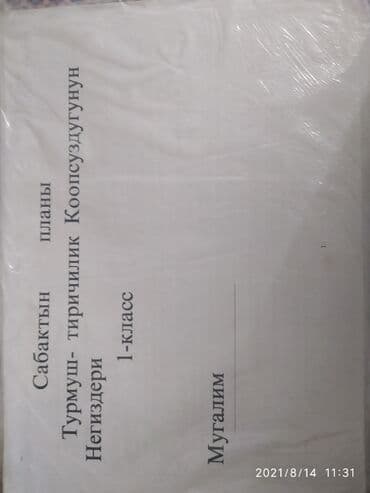 Сабактын планы
Турмуш- тиричилик Коопсуздугунун
Негиздери
1-класс
Мугалим
2021/8/14 11:31